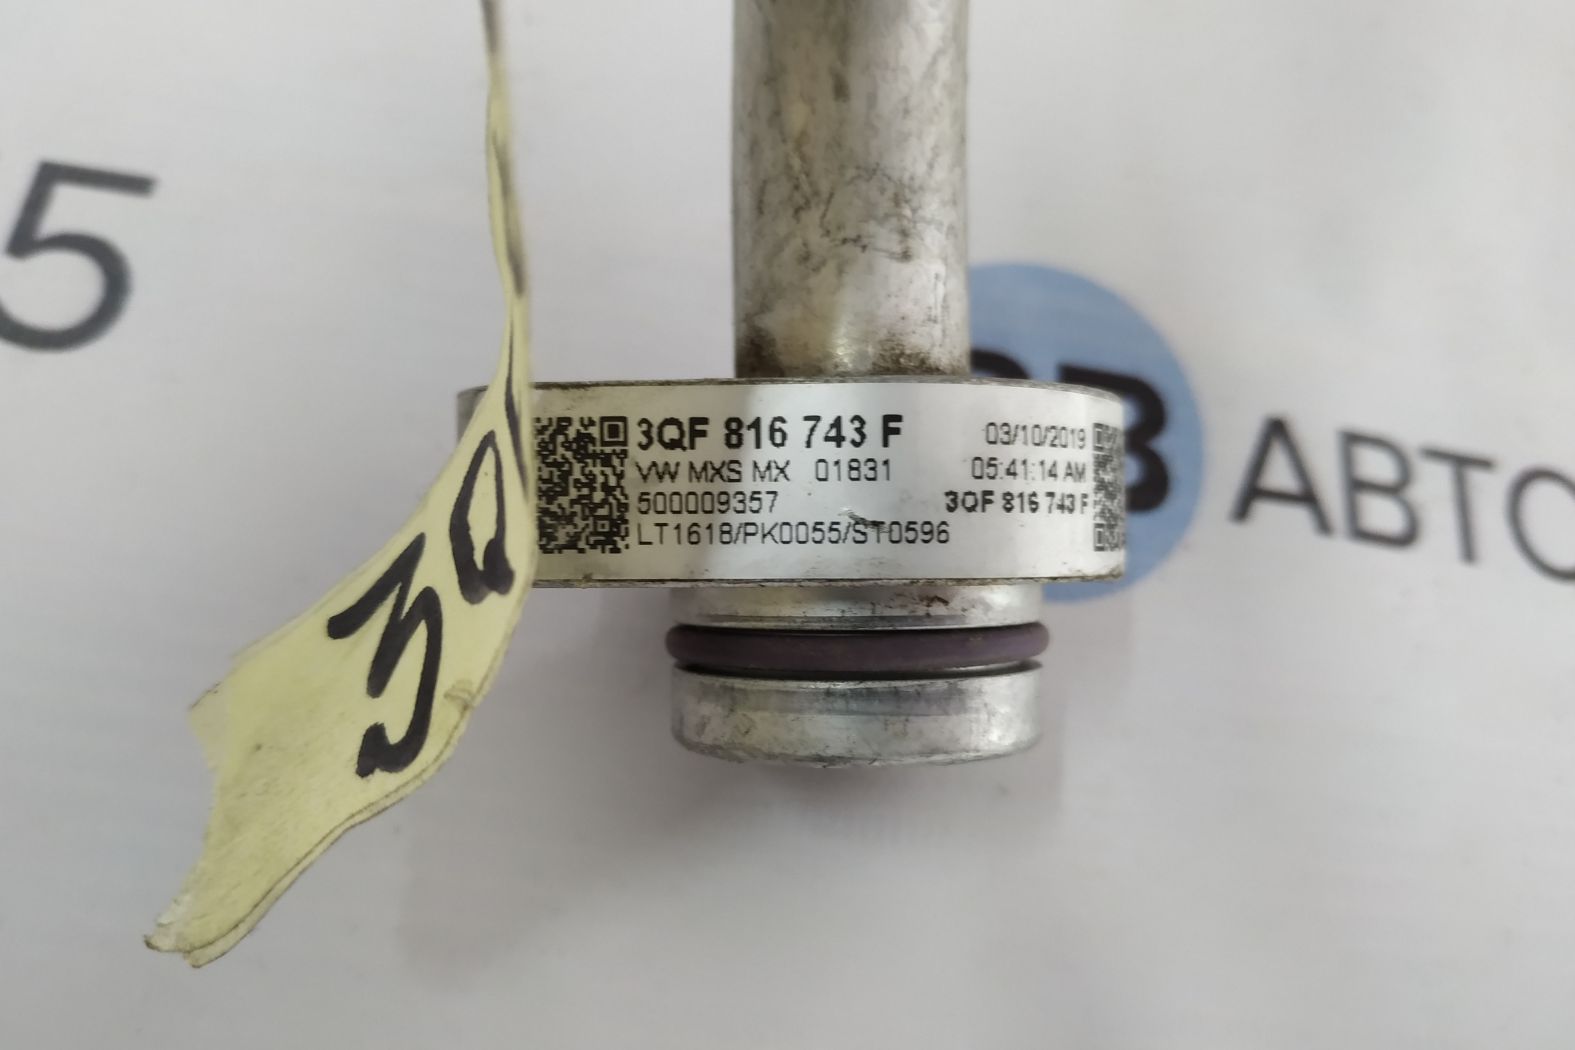 5
3QF 816 743 F 03/10/2019
VW MXS MX 01831 05:41:14 AM
500009357 3QF 816 743 F
LT1618/PK0055/ST0596
АВТО
3Q